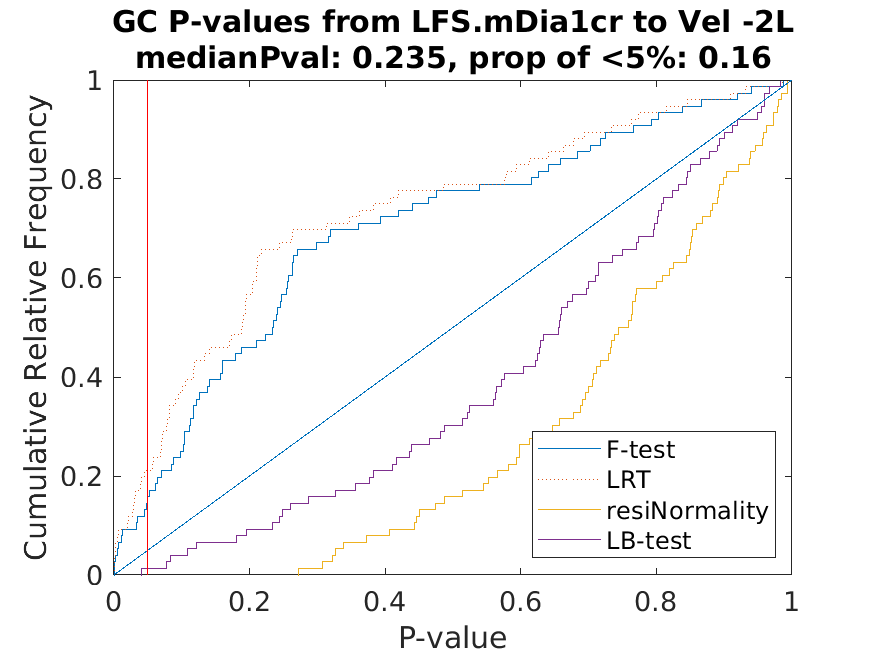 GC P-values from LFS.mDia1cr to Vel -2L
medianPval: 0.235, prop of <5%: 0.16
Cumulative Relative Frequency
1
0.8
0.6
0.4
0.2
0
0 0.2 0.4 0.6 0.8 1
P-value
F-test
LRT
resiNormality
LB-test